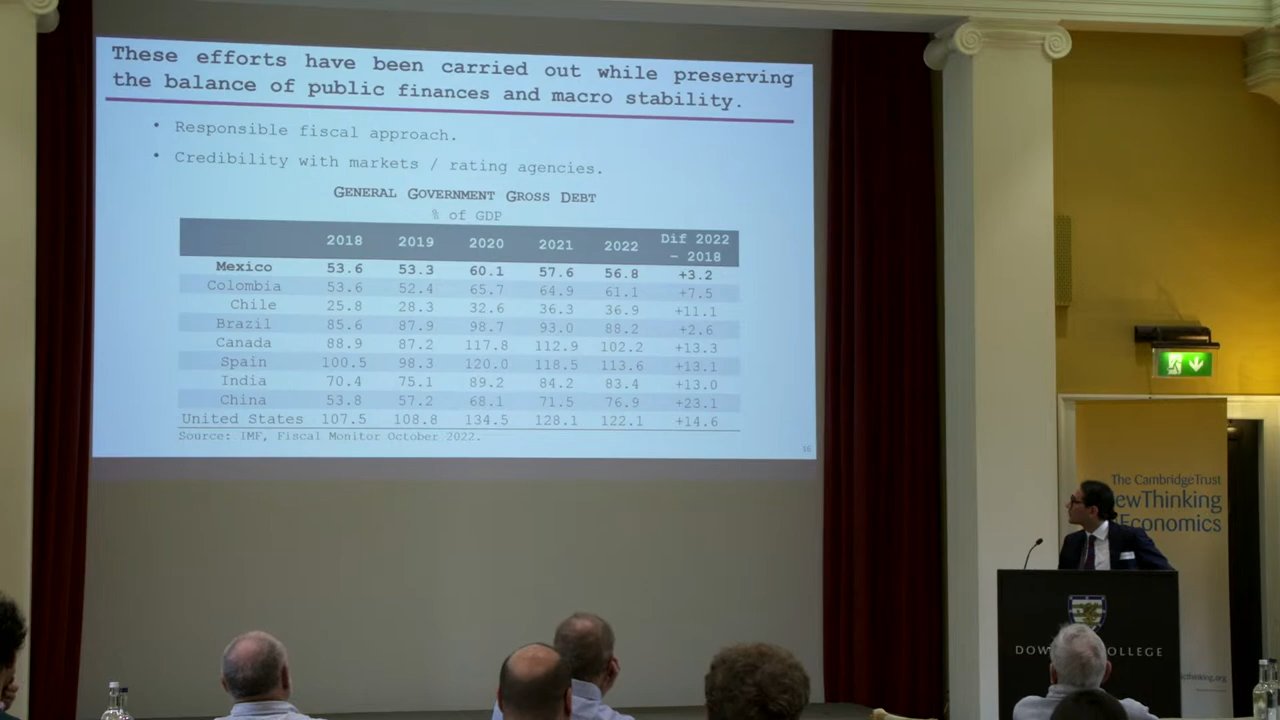 These efforts have been carried out while preserving
the balance of public finances and macro stability.
• Responsible fiscal approach.
• Credibility with markets / rating agencies.
GENERAL GOVERNMENT GROSS DEBT
% of GDP
2018 2019 2020 2021 2022 Dif 2022 – 2018
Mexico 53.6 53.3 60.1 57.6 56.8 +3.2
Colombia 53.6 52.4 65.7 64.9 61.1 +7.5
Chile 25.8 28.3 32.6 36.3 36.9 +11.1
Brazil 85.6 87.9 98.7 93.0 88.2 +2.6
Canada 88.9 87.2 117.8 112.9 102.2 +13.3
Spain 100.5 98.3 120.0 118.5 113.6 +13.1
India 70.4 75.1 89.2 84.2 83.4 +13.0
China 53.8 57.2 68.1 71.5 76.9 +23.1
United States 107.5 108.8 134.5 128.1 122.1 +14.6
Source: IMF, Fiscal Monitor October 2022.
The CambridgeTrust
ewThinking
Economics
DOW OLLEGE